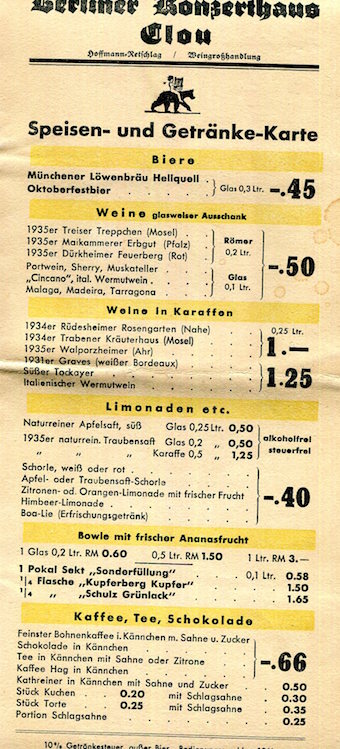 Berliner Konzerthaus
Clou
Hoffmann-Retschlag / Weingroßhandlung
Speisen- und Getränke-Karte
Biere
Münchener Löwenbräu Hellquell .
Oktoberfestbier . . . . Glas 0,3 Ltr. -.45
Weine glasweiser Ausschank
1935er Treiser Treppchen (Mosel) . .
1935er Maikammerer Erbgut (Pfalz) .
1935er Dürkheimer Feuerberg (Rot) .
Römer
0,2 Ltr.
Portwein, Sherry, Muskateller . . .
„Cincano", ital. Wermutwein . . . .
Malaga, Madeira, Tarragona . . .
Glas
0,1 Ltr.
-.50
Weine in Karaffen
1934er Rüdesheimer Rosengarten (Nahe) 0,25 Ltr.
1934er Trabener Kräuterhaus (Mosel)
1935er Walporzheimer (Ahr) . . . 1.—
1931er Graves (weißer Bordeaux) . .
Süßer Tockayer . . . . .
Italienischer Wermutwein . . . . 1.25
Limonaden etc.
Naturreiner Apfelsaft, süß Glas 0,25 Ltr. 0,50
1935er naturrein. Traubensaft Glas 0,2 „ 0,50
„ „ „ Karaffe 0,5 „ 1,25
alkoholfrei
steuerfrei
Schorle, weiß oder rot . . . .
Apfel- oder Traubensaft-Schorle . .
Zitronen- od. Orangen-Limonade mit frischer Frucht
Himbeer-Limonade . . . . .
Boa-Lie (Erfrischungsgetränk) . . .
-.40
Bowle mit frischer Ananasfrucht
1 Glas 0,2 Ltr. RM 0.60 0,5 Ltr. RM 1.50 1 Ltr. RM 3.—
1 Pokal Sekt „Sonderfüllung" . . 0,1 Ltr. 0.58
1/4 Flasche „Kupferberg Kupfer" . . . 1.50
1/4 „ „Schulz Grünlack" . . . . 1.65
Kaffee, Tee, Schokolade
Feinster Bohnenkaffee i. Kännchen m. Sahne u. Zucker
Schokolade in Kännchen . . . .
Tee in Kännchen mit Sahne oder Zitrone . .
Kaffee Hag in Kännchen . . . .
-.66
Kathreiner in Kännchen mit Sahne und Zucker . 0.50
Stück Kuchen . 0.20 mit Schlagsahne . 0.30
Stück Torte . 0.25 mit Schlagsahne . 0.35
Portion Schlagsahne . . . . . 0.25